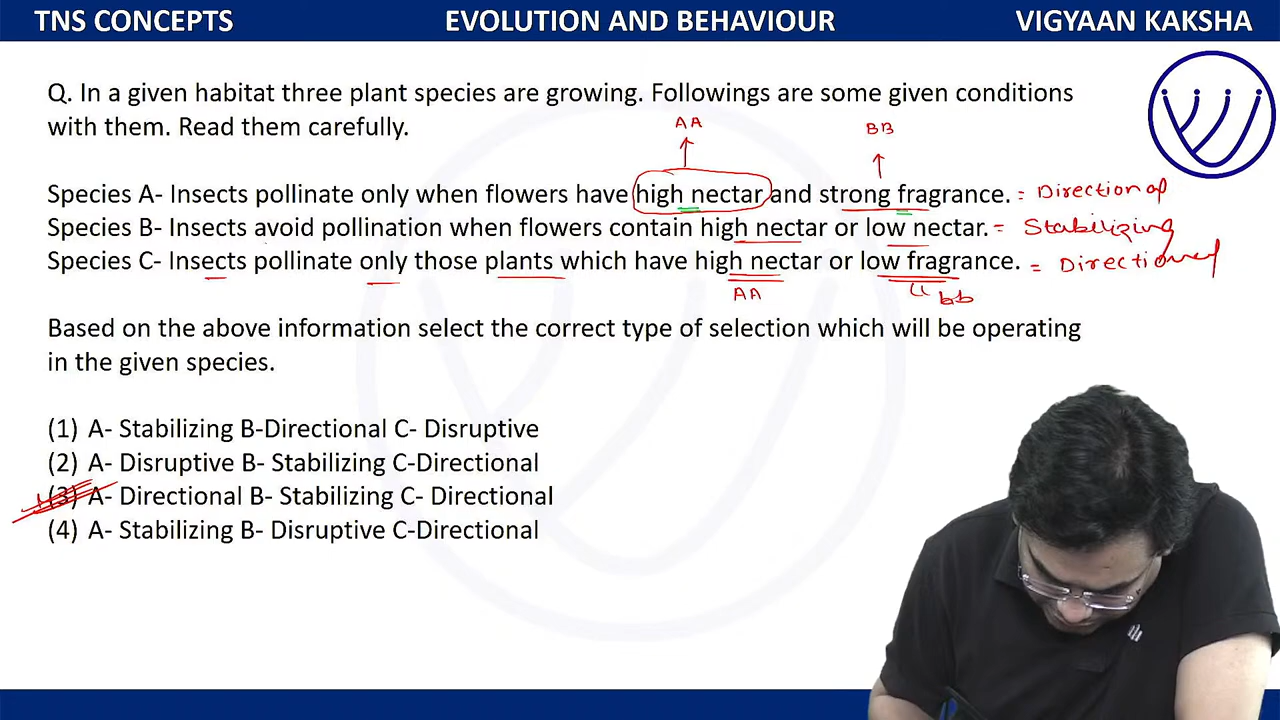 TNS CONCEPTS EVOLUTION AND BEHAVIOUR VIGYAAN KAKSHA
Q. In a given habitat three plant species are growing. Followings are some given conditions
with them. Read them carefully.
AA BB
Species A- Insects pollinate only when flowers have high nectar and strong fragrance. = Directional
Species B- Insects avoid pollination when flowers contain high nectar or low nectar. = Stabilizing
Species C- Insects pollinate only those plants which have high nectar or low fragrance. = Directional
AA bb
Based on the above information select the correct type of selection which will be operating
in the given species.
(1) A- Stabilizing B-Directional C- Disruptive
(2) A- Disruptive B- Stabilizing C-Directional
(3) A- Directional B- Stabilizing C- Directional
(4) A- Stabilizing B- Disruptive C-Directional